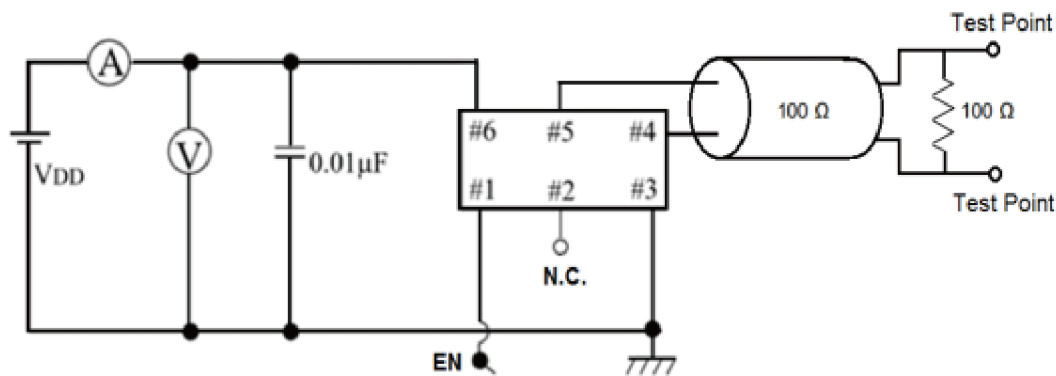 Test Point
A
#6 #5 #4
100 Ω
100 Ω
V
0.01µF
VDD
#1 #2 #3
Test Point
N.C.
EN